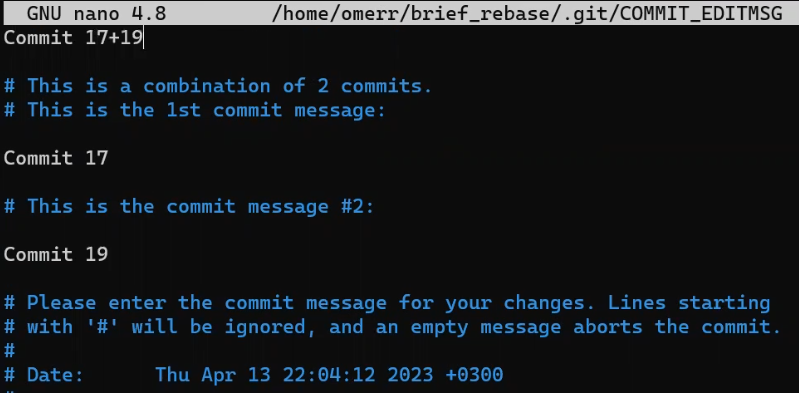 GNU nano 4.8 /home/omerr/brief_rebase/.git/COMMIT_EDITMSG
Commit 17+19
# This is a combination of 2 commits.
# This is the 1st commit message:
Commit 17
# This is the commit message #2:
Commit 19
# Please enter the commit message for your changes. Lines starting
# with '#' will be ignored, and an empty message aborts the commit.
#
# Date: Thu Apr 13 22:04:12 2023 +0300
#